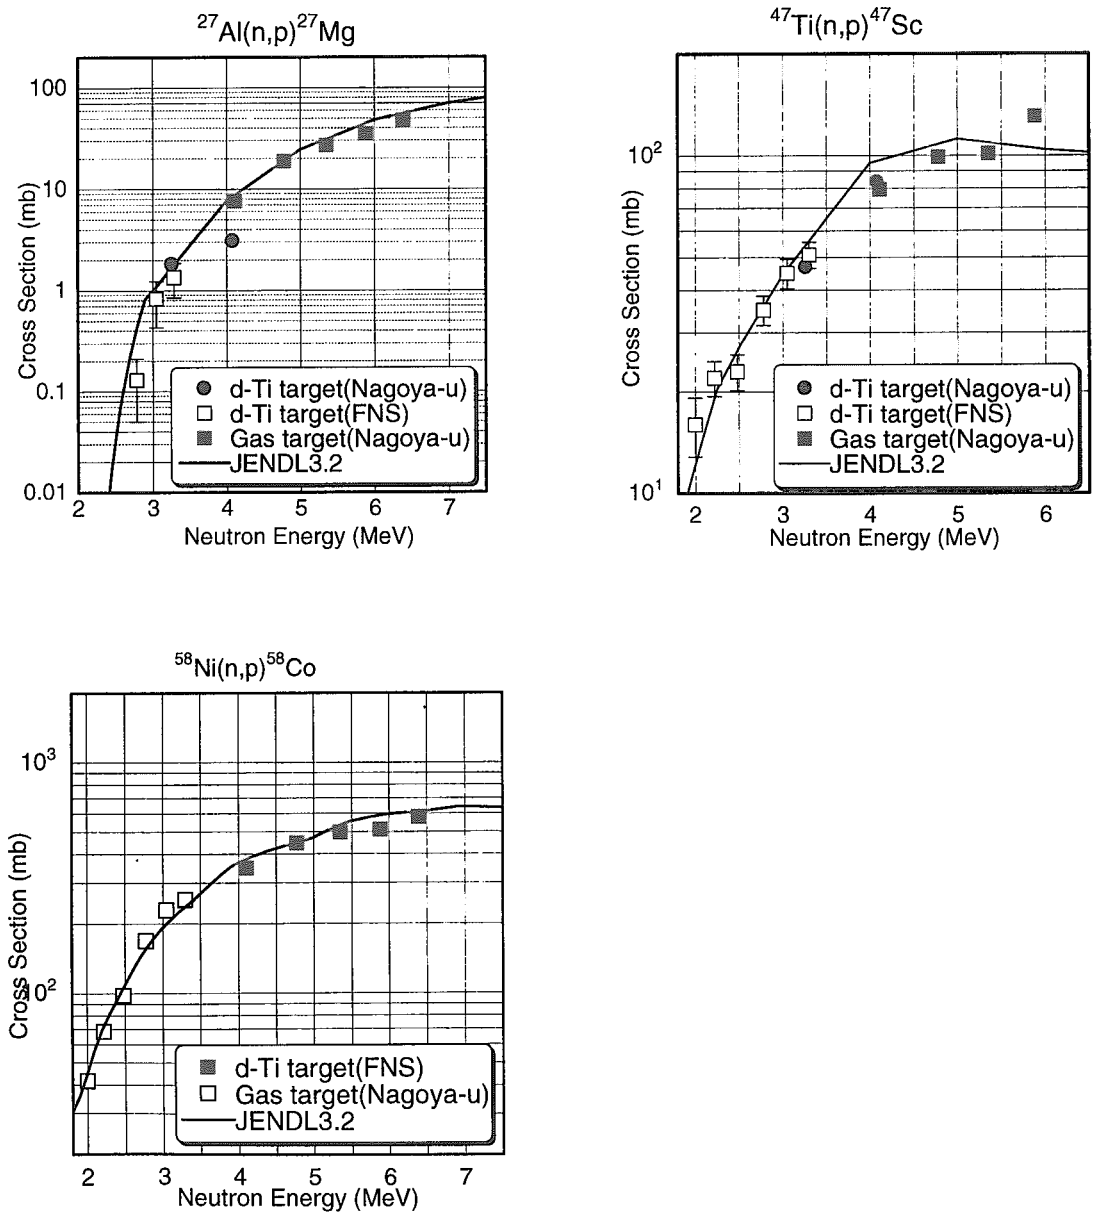 ²⁷Al(n,p)²⁷Mg
100
10
1
0.1
0.01
Cross Section (mb)
d-Ti target(Nagoya-u)
d-Ti target(FNS)
Gas target(Nagoya-u)
JENDL3.2
2 3 4 5 6 7
Neutron Energy (MeV)
⁴⁷Ti(n,p)⁴⁷Sc
10²
10¹
Cross Section (mb)
d-Ti target(Nagoya-u)
d-Ti target(FNS)
Gas target(Nagoya-u)
JENDL3.2
2 3 4 5 6
Neutron Energy (MeV)
⁵⁸Ni(n,p)⁵⁸Co
10³
10²
Cross Section (mb)
d-Ti target(FNS)
Gas target(Nagoya-u)
JENDL3.2
2 3 4 5 6 7
Neutron Energy (MeV)